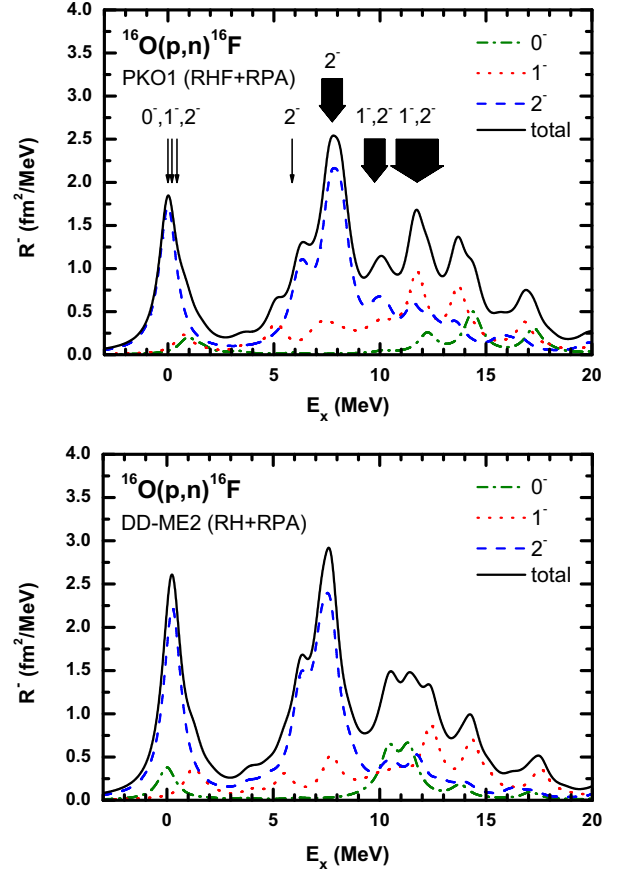 ¹⁶O(p,n)¹⁶F
PKO1 (RHF+RPA)
0⁻
1⁻
2⁻
total
0⁻,1⁻,2⁻
2⁻
2⁻
1⁻,2⁻
1⁻,2⁻
4.0
3.5
3.0
2.5
2.0
1.5
1.0
0.5
0.0
R⁻ (fm²/MeV)
0 5 10 15 20
Eₓ (MeV)
¹⁶O(p,n)¹⁶F
DD-ME2 (RH+RPA)
0⁻
1⁻
2⁻
total
4.0
3.5
3.0
2.5
2.0
1.5
1.0
0.5
0.0
R⁻ (fm²/MeV)
0 5 10 15 20
Eₓ (MeV)